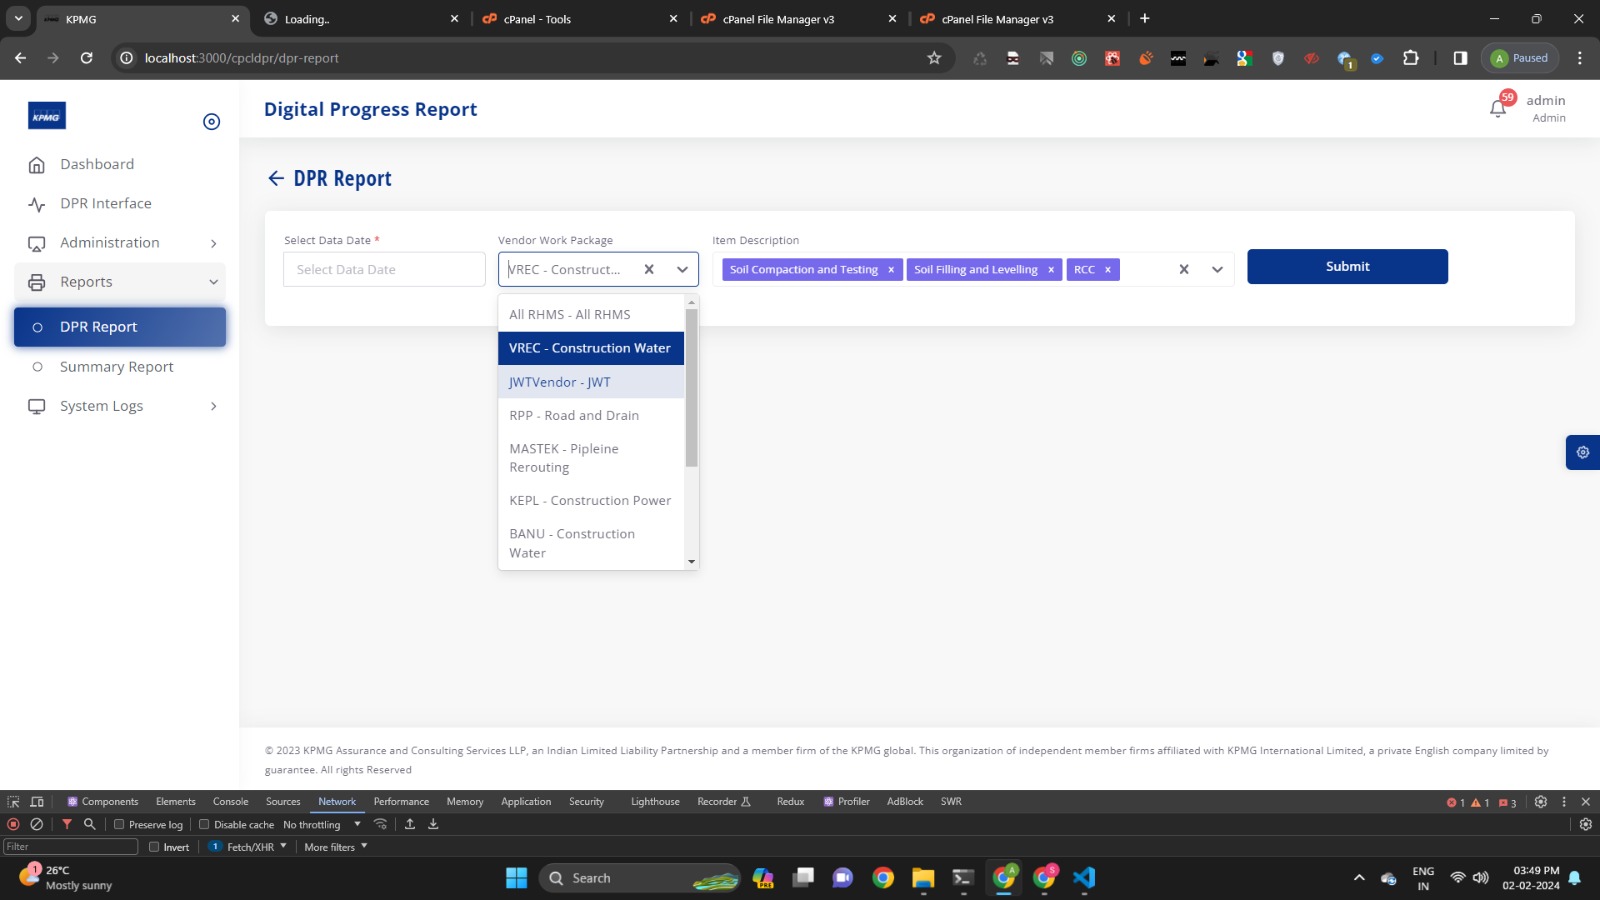 KPMG
Loading..
cPanel - Tools
cPanel File Manager v3
cPanel File Manager v3
localhost:3000/cpcldpr/dpr-report
1
A Paused
KPMG
Digital Progress Report
59
admin
Admin
Dashboard
DPR Interface
Administration
Reports
DPR Report
Summary Report
System Logs
DPR Report
Select Data Date *
Vendor Work Package
Item Description
Select Data Date
VREC - Construct...
Soil Compaction and Testing ×
Soil Filling and Levelling ×
RCC ×
Submit
All RHMS - All RHMS
VREC - Construction Water
JWTVendor - JWT
RPP - Road and Drain
MASTEK - Pipleine
Rerouting
KEPL - Construction Power
BANU - Construction
Water
© 2023 KPMG Assurance and Consulting Services LLP, an Indian Limited Liability Partnership and a member firm of the KPMG global. This organization of independent member firms affiliated with KPMG International Limited, a private English company limited by
guarantee. All rights Reserved
Components Elements Console Sources Network Performance Memory Application Security Lighthouse Recorder Redux Profiler AdBlock SWR
1 1 3
Preserve log Disable cache No throttling
Filter Invert 1 Fetch/XHR More filters
1
26°C
Mostly sunny
Search
PRE
A
S
ENG
IN
03:49 PM
02-02-2024